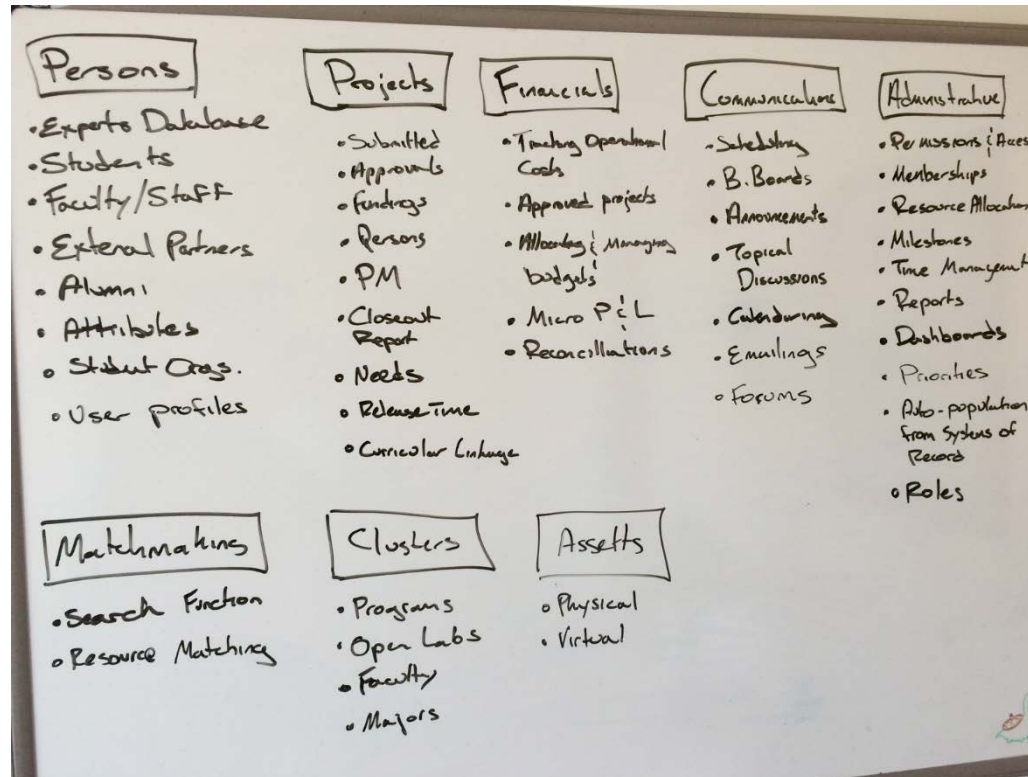 Persons
• Experts Database
• Students
• Faculty/Staff
• External Partners
• Alumni
• Attributes
• Student Orgs.
• User profiles
Projects
• Submitted
• Approvals
• fundings
• Persons
• PM
• Closeout
Report
• Needs
• Release Time
• Curricular Linkage
Financials
• Tracking Operational
Costs
• Approved projects
• Allocating & Managing
budgets
• Micro P & L
• Reconcillations
Communications
• Scheduling
• B. Boards
• Announcements
• Topical
Discussions
• Calendaring
• Emailings
• Forums
Administrative
• Permissions & Access
• Memberships
• Resource Allocation
• Milestones
• Time Management
• Reports
• Dashboards
• Priorities
• Auto-population
from Systems of
Record
• Roles
Matchmaking
• Search Function
• Resource Matching
Clusters
• Programs
• Open Labs
• Faculty
• Majors
Assetts
• Physical
• Virtual